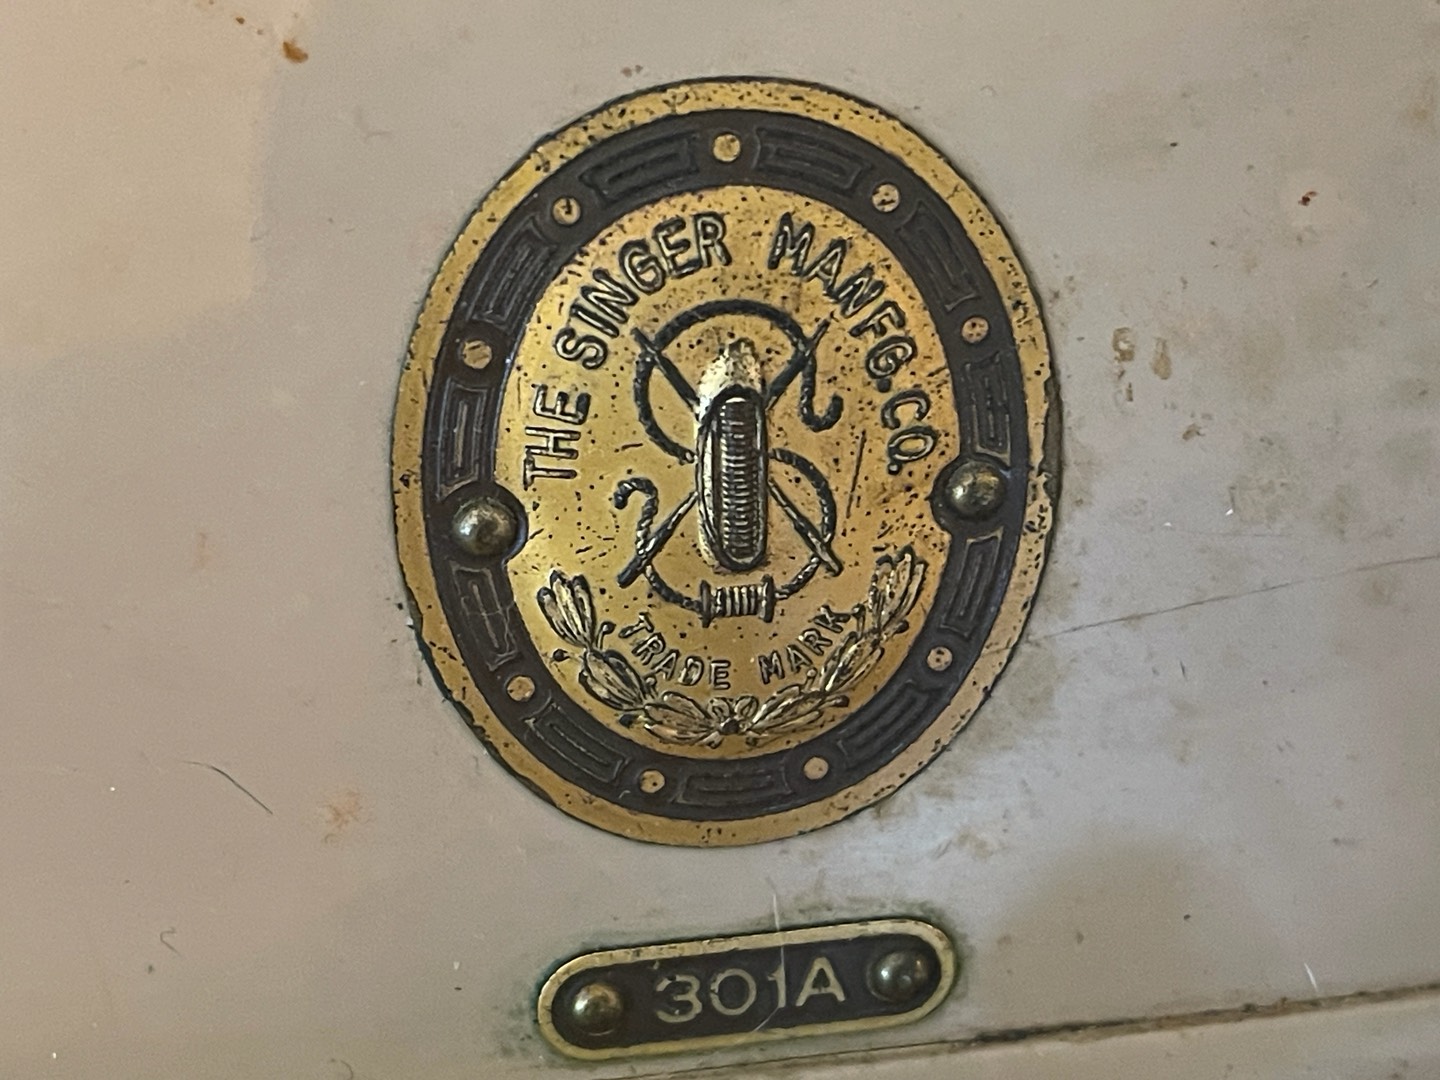 THE SINGER MANFG. CO.
TRADE MARK
301A